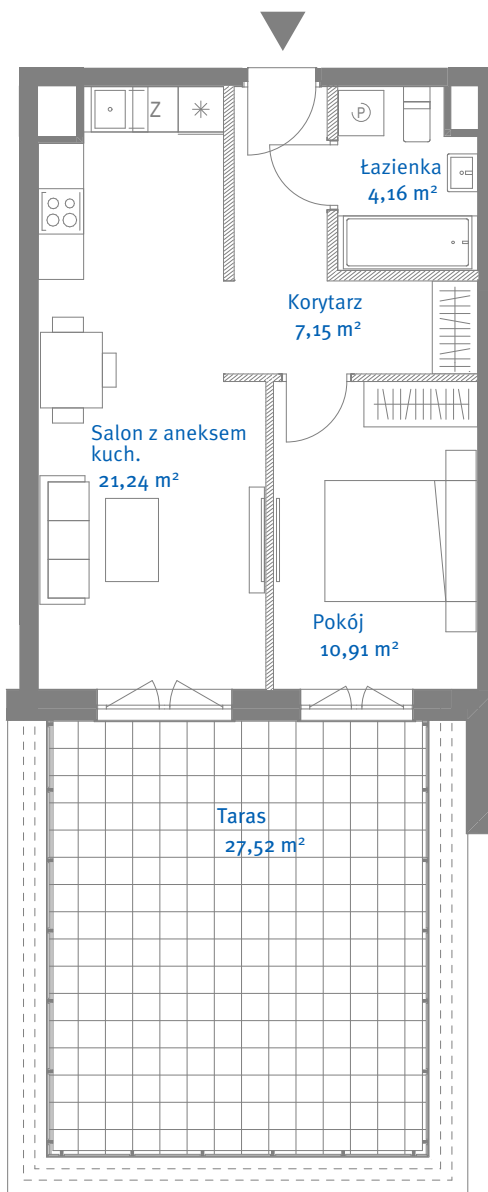 Z
P
Łazienka
4,16 m²
Korytarz
7,15 m²
Salon z aneksem
kuch.
21,24 m²
Pokój
10,91 m²
Taras
27,52 m²